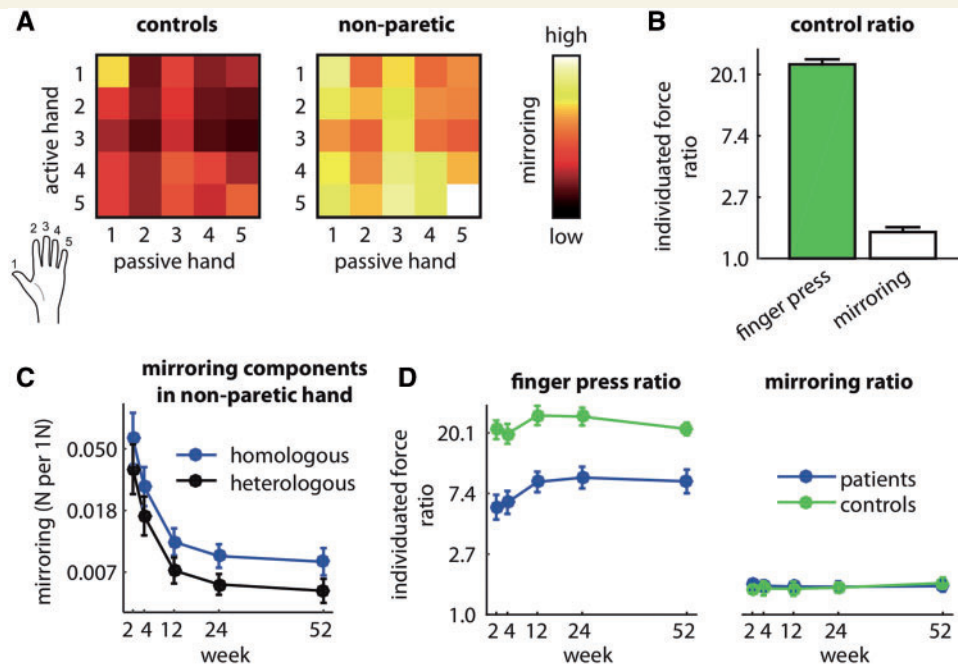 A
controls
non-paretic
active hand
1
2
3
4
5
1 2 3 4 5
passive hand
1 2 3 4 5
passive hand
high
mirroring
low
1
2 3 4
5
B
control ratio
individuated force
ratio
20.1
7.4
2.7
1.0
finger press
mirroring
C
mirroring components
in non-paretic hand
mirroring (N per 1N)
0.050
0.018
0.007
homologous
heterologous
2 4 12 24 52
week
D
finger press ratio
individuated force
ratio
20.1
7.4
2.7
1.0
2 4 12 24 52
week
mirroring ratio
patients
controls
2 4 12 24 52
week